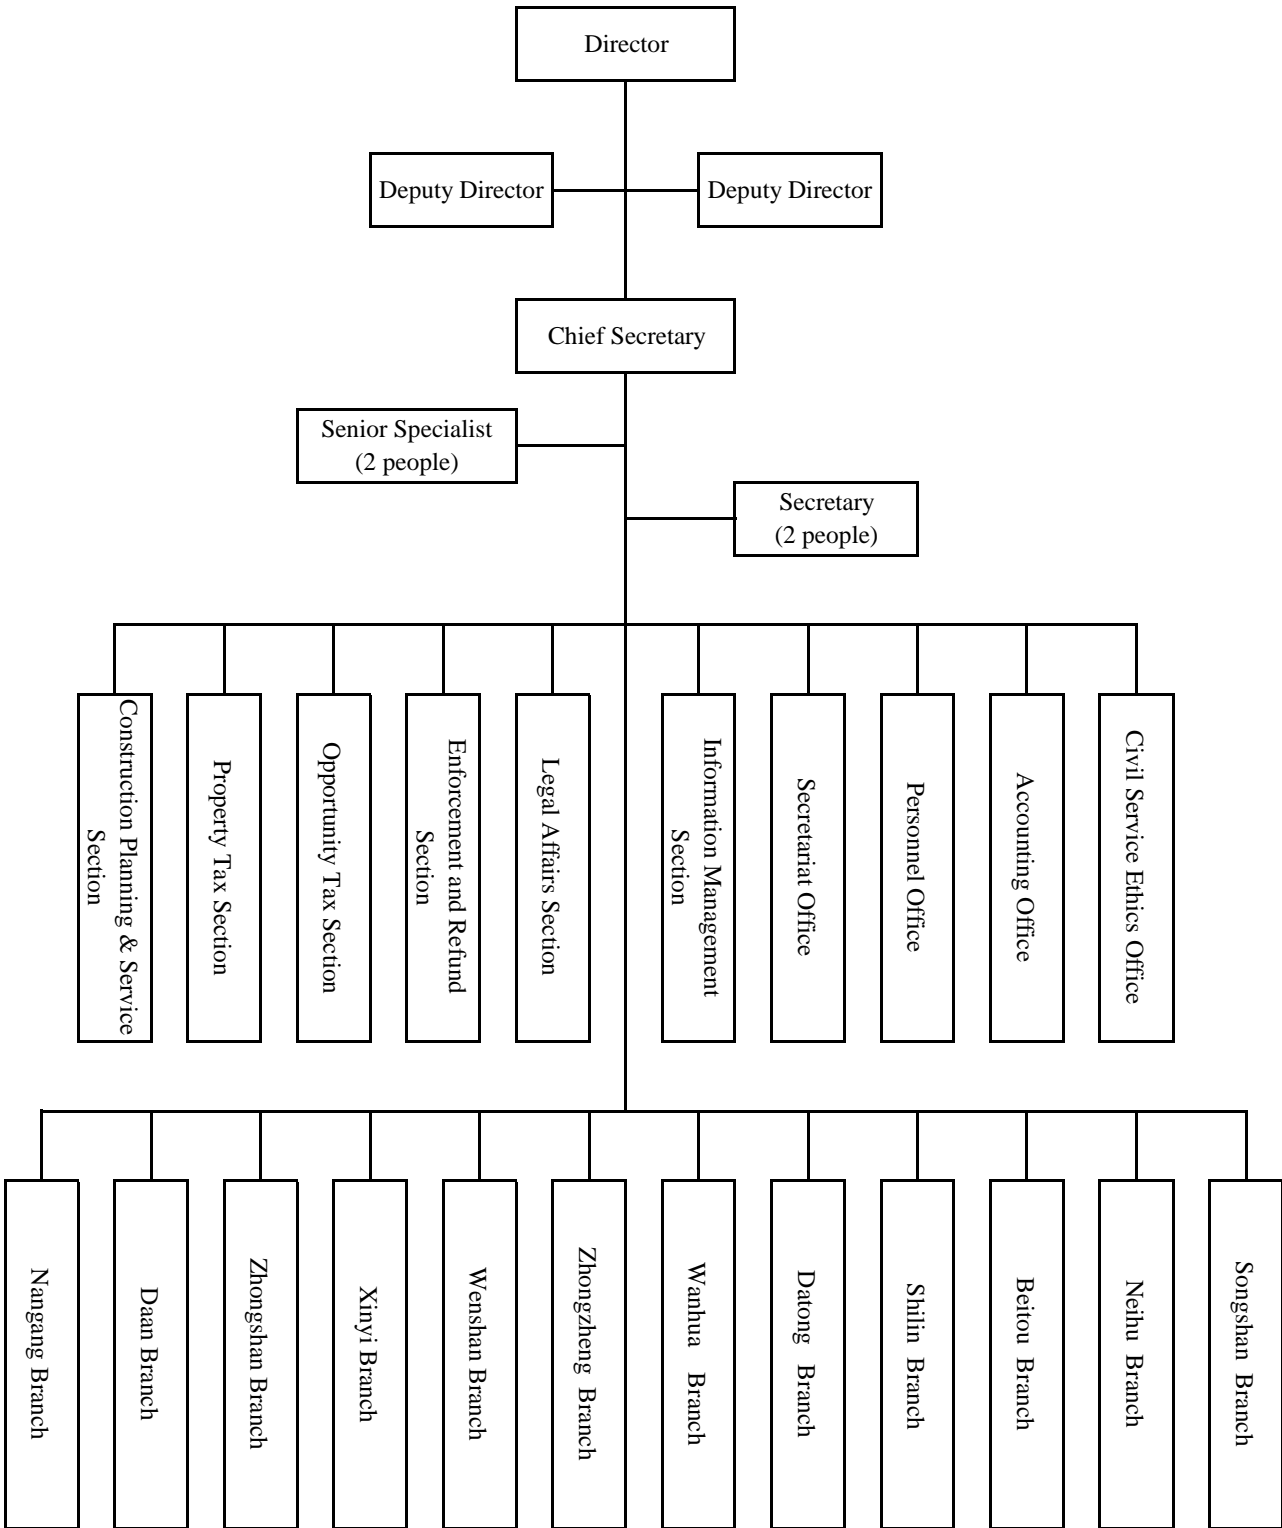 Director
Deputy Director
Deputy Director
Chief Secretary
Senior Specialist
(2 people)
Secretary
(2 people)
Construction Planning & Service
Section
Property Tax Section
Opportunity Tax Section
Enforcement and Refund
Section
Legal Affairs Section
Information Management
Section
Secretariat Office
Personnel Office
Accounting Office
Civil Service Ethics Office
Nangang Branch
Daan Branch
Zhongshan Branch
Xinyi Branch
Wenshan Branch
Zhongzheng Branch
Wanhua Branch
Datong Branch
Shilin Branch
Beitou Branch
Neihu Branch
Songshan Branch